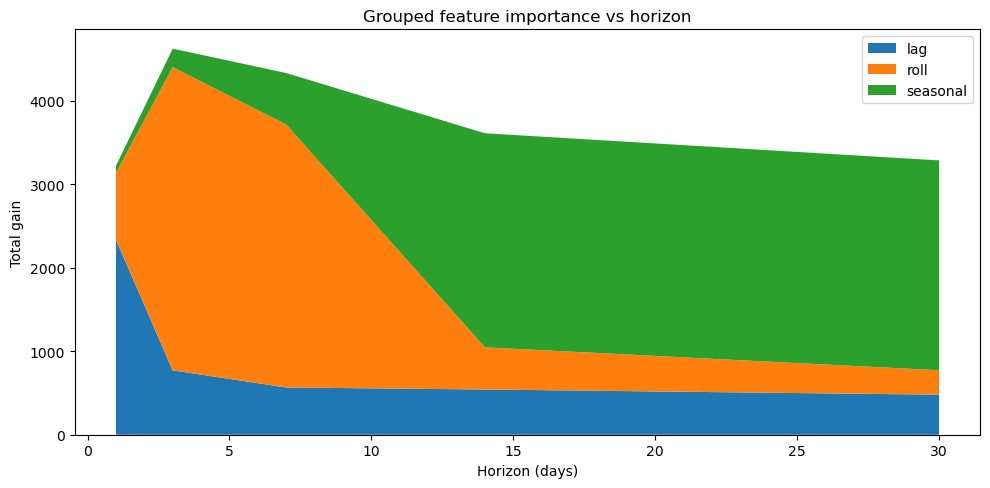 Grouped feature importance vs horizon
lag
roll
seasonal
Total gain
4000
3000
2000
1000
0
0 5 10 15 20 25 30
Horizon (days)